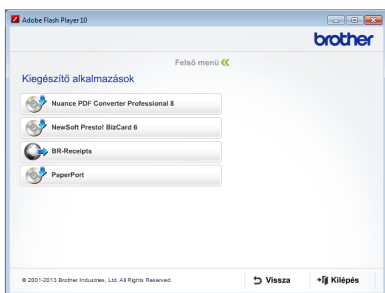 Adobe Flash Player 10
brother
Felső menü
Kiegészítő alkalmazások
Nuance PDF Converter Professional 8
NewSoft Presto! BizCard 6
BR-Receipts
PaperPort
© 2001-2013 Brother Industries, Ltd. All Rights Reserved.
Vissza
Kilépés